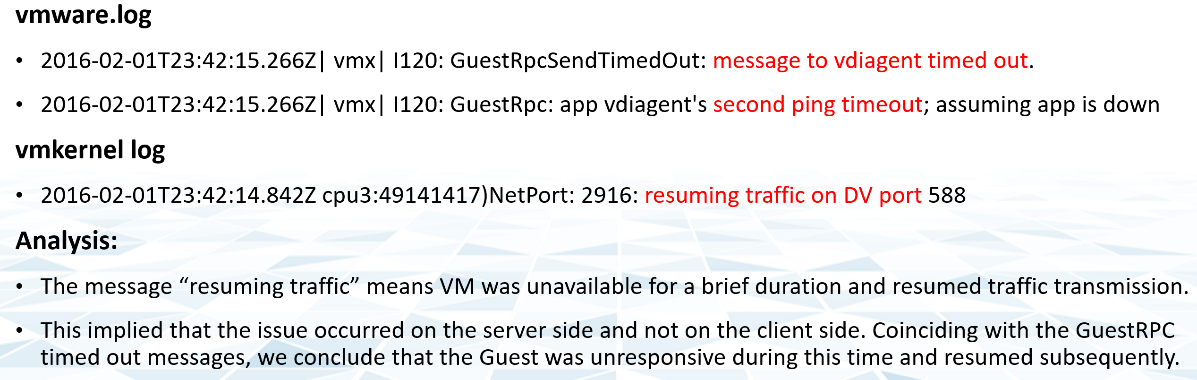 vmware.log
• 2016-02-01T23:42:15.266Z| vmx| I120: GuestRpcSendTimedOut: message to vdiagent timed out.
• 2016-02-01T23:42:15.266Z| vmx| I120: GuestRpc: app vdiagent's second ping timeout; assuming app is down
vmkernel log
• 2016-02-01T23:42:14.842Z cpu3:49141417)NetPort: 2916: resuming traffic on DV port 588
Analysis:
• The message “resuming traffic” means VM was unavailable for a brief duration and resumed traffic transmission.
• This implied that the issue occurred on the server side and not on the client side. Coinciding with the GuestRPC
timed out messages, we conclude that the Guest was unresponsive during this time and resumed subsequently.